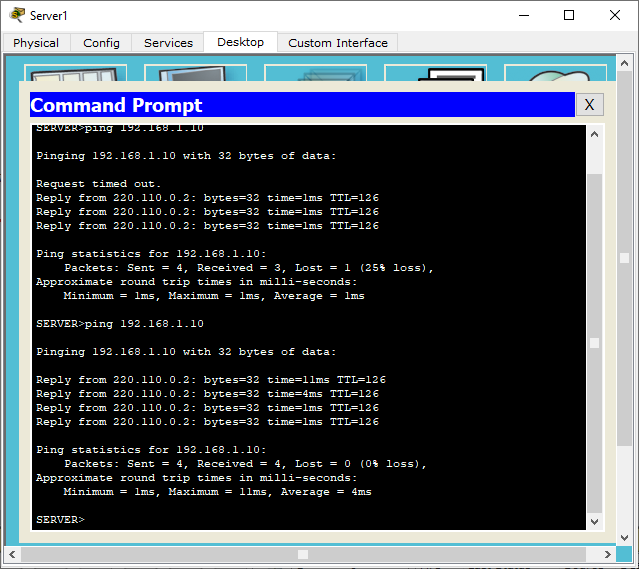 Server1
Physical Config Services Desktop Custom Interface
Command Prompt X
SERVER>ping 192.168.1.10
Pinging 192.168.1.10 with 32 bytes of data:
Request timed out.
Reply from 220.110.0.2: bytes=32 time=1ms TTL=126
Reply from 220.110.0.2: bytes=32 time=1ms TTL=126
Reply from 220.110.0.2: bytes=32 time=1ms TTL=126
Ping statistics for 192.168.1.10:
Packets: Sent = 4, Received = 3, Lost = 1 (25% loss),
Approximate round trip times in milli-seconds:
Minimum = 1ms, Maximum = 1ms, Average = 1ms
SERVER>ping 192.168.1.10
Pinging 192.168.1.10 with 32 bytes of data:
Reply from 220.110.0.2: bytes=32 time=11ms TTL=126
Reply from 220.110.0.2: bytes=32 time=4ms TTL=126
Reply from 220.110.0.2: bytes=32 time=1ms TTL=126
Reply from 220.110.0.2: bytes=32 time=1ms TTL=126
Ping statistics for 192.168.1.10:
Packets: Sent = 4, Received = 4, Lost = 0 (0% loss),
Approximate round trip times in milli-seconds:
Minimum = 1ms, Maximum = 11ms, Average = 4ms
SERVER>